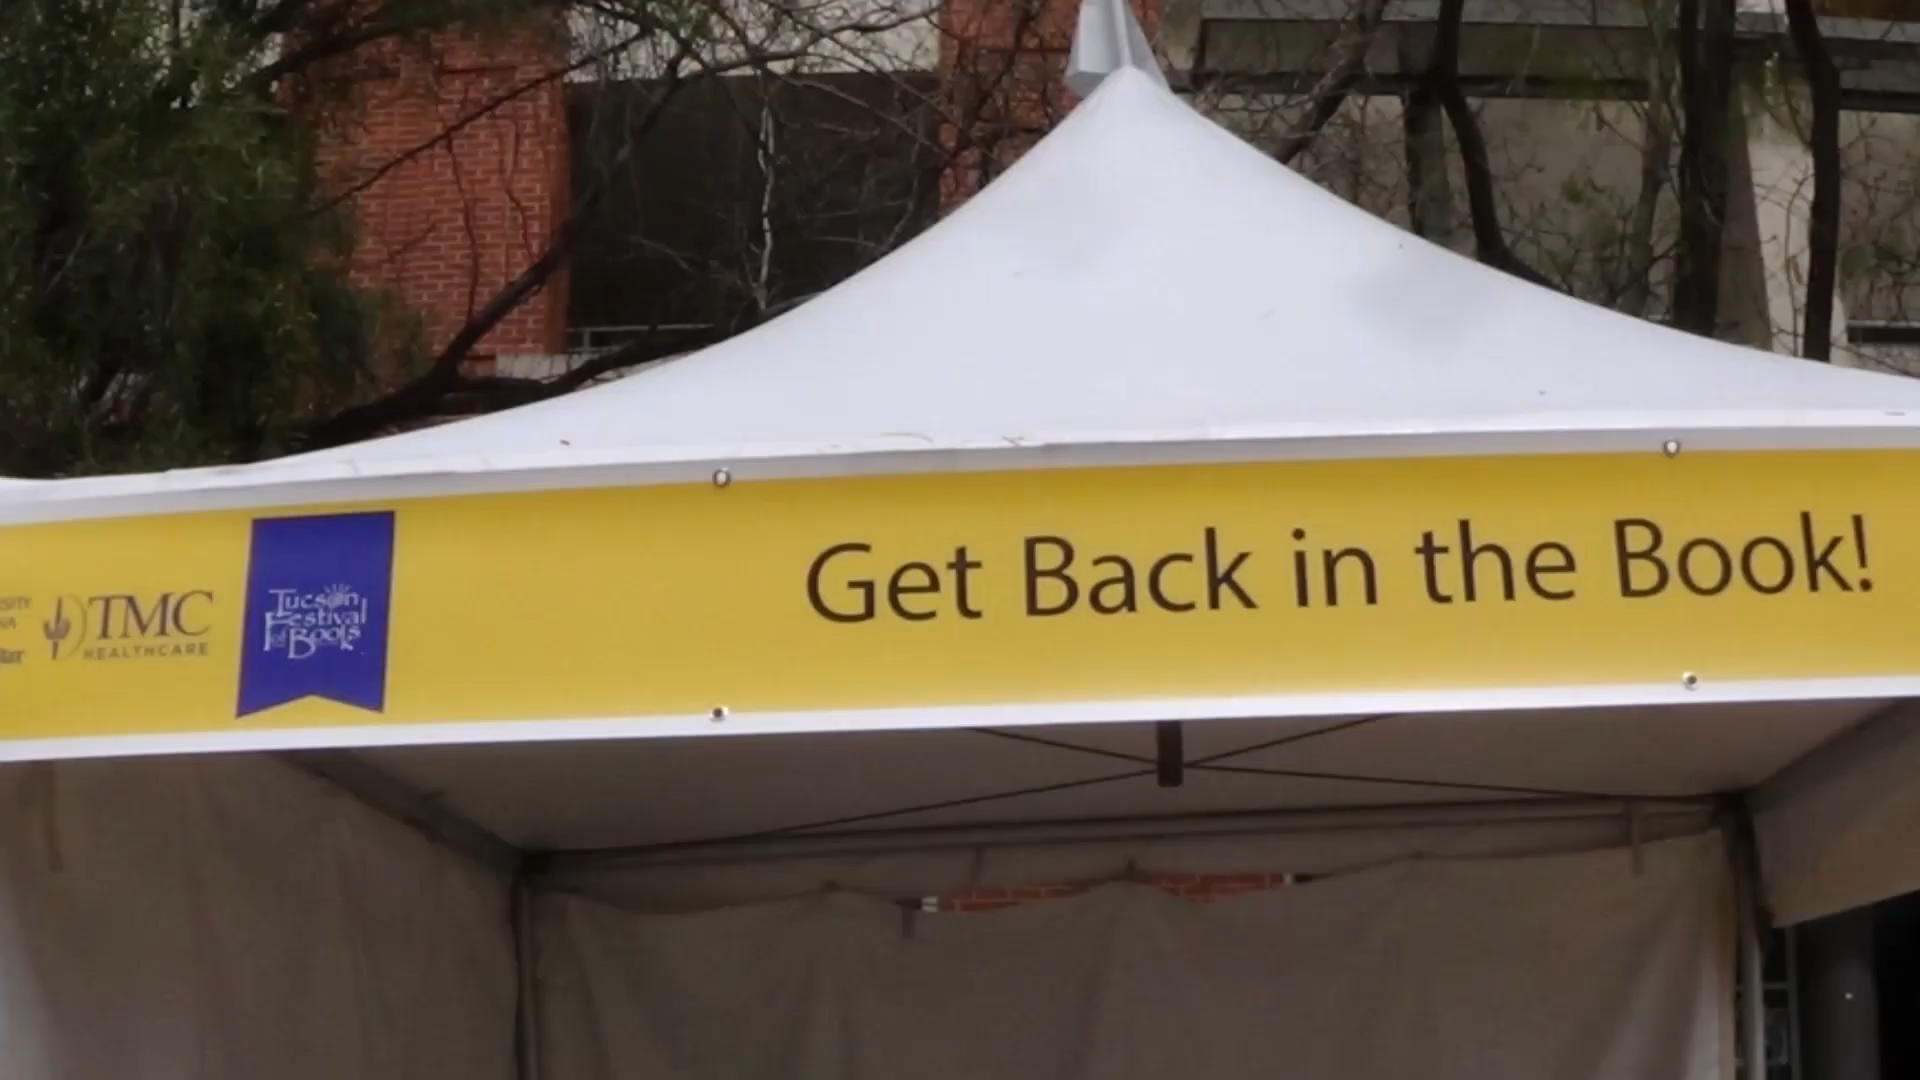 TMC
HEALTHCARE
Tucson
Festival
of Books
Get Back in the Book!